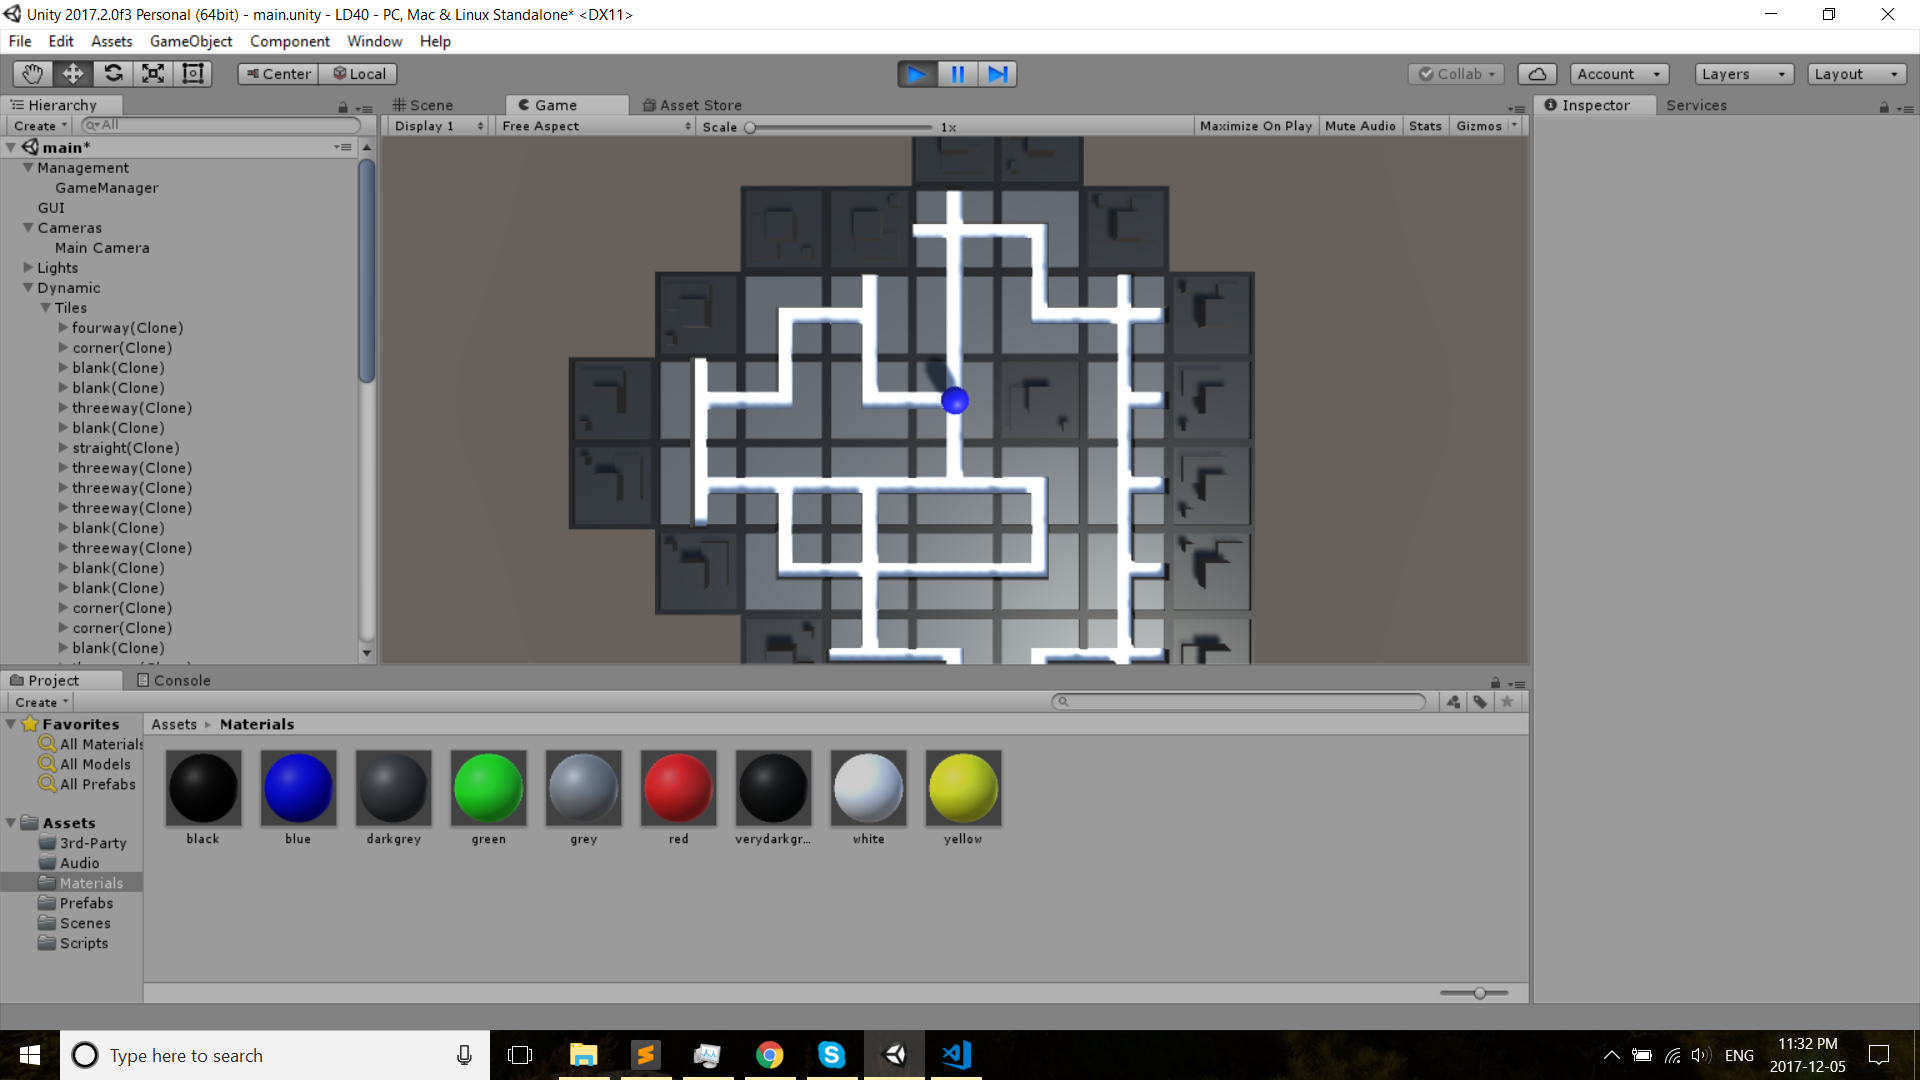 Unity 2017.2.0f3 Personal (64bit) - main.unity - LD40 - PC, Mac & Linux Standalone* <DX11>
File Edit Assets GameObject Component Window Help
Center Local Collab Account Layers Layout
Hierarchy Scene Game Asset Store Inspector Services
Create All Display 1 Free Aspect Scale 1x Maximize On Play Mute Audio Stats Gizmos
main*
Management
GameManager
GUI
Cameras
Main Camera
Lights
Dynamic
Tiles
fourway(Clone)
corner(Clone)
blank(Clone)
blank(Clone)
threeway(Clone)
blank(Clone)
straight(Clone)
threeway(Clone)
threeway(Clone)
threeway(Clone)
blank(Clone)
threeway(Clone)
blank(Clone)
blank(Clone)
corner(Clone)
corner(Clone)
blank(Clone)
Project Console
Create
Favorites
All Materials
All Models
All Prefabs
Assets
3rd-Party
Audio
Materials
Prefabs
Scenes
Scripts
Assets Materials
black blue darkgrey green grey red verydarkgr... white yellow
Type here to search
ENG
11:32 PM
2017-12-05